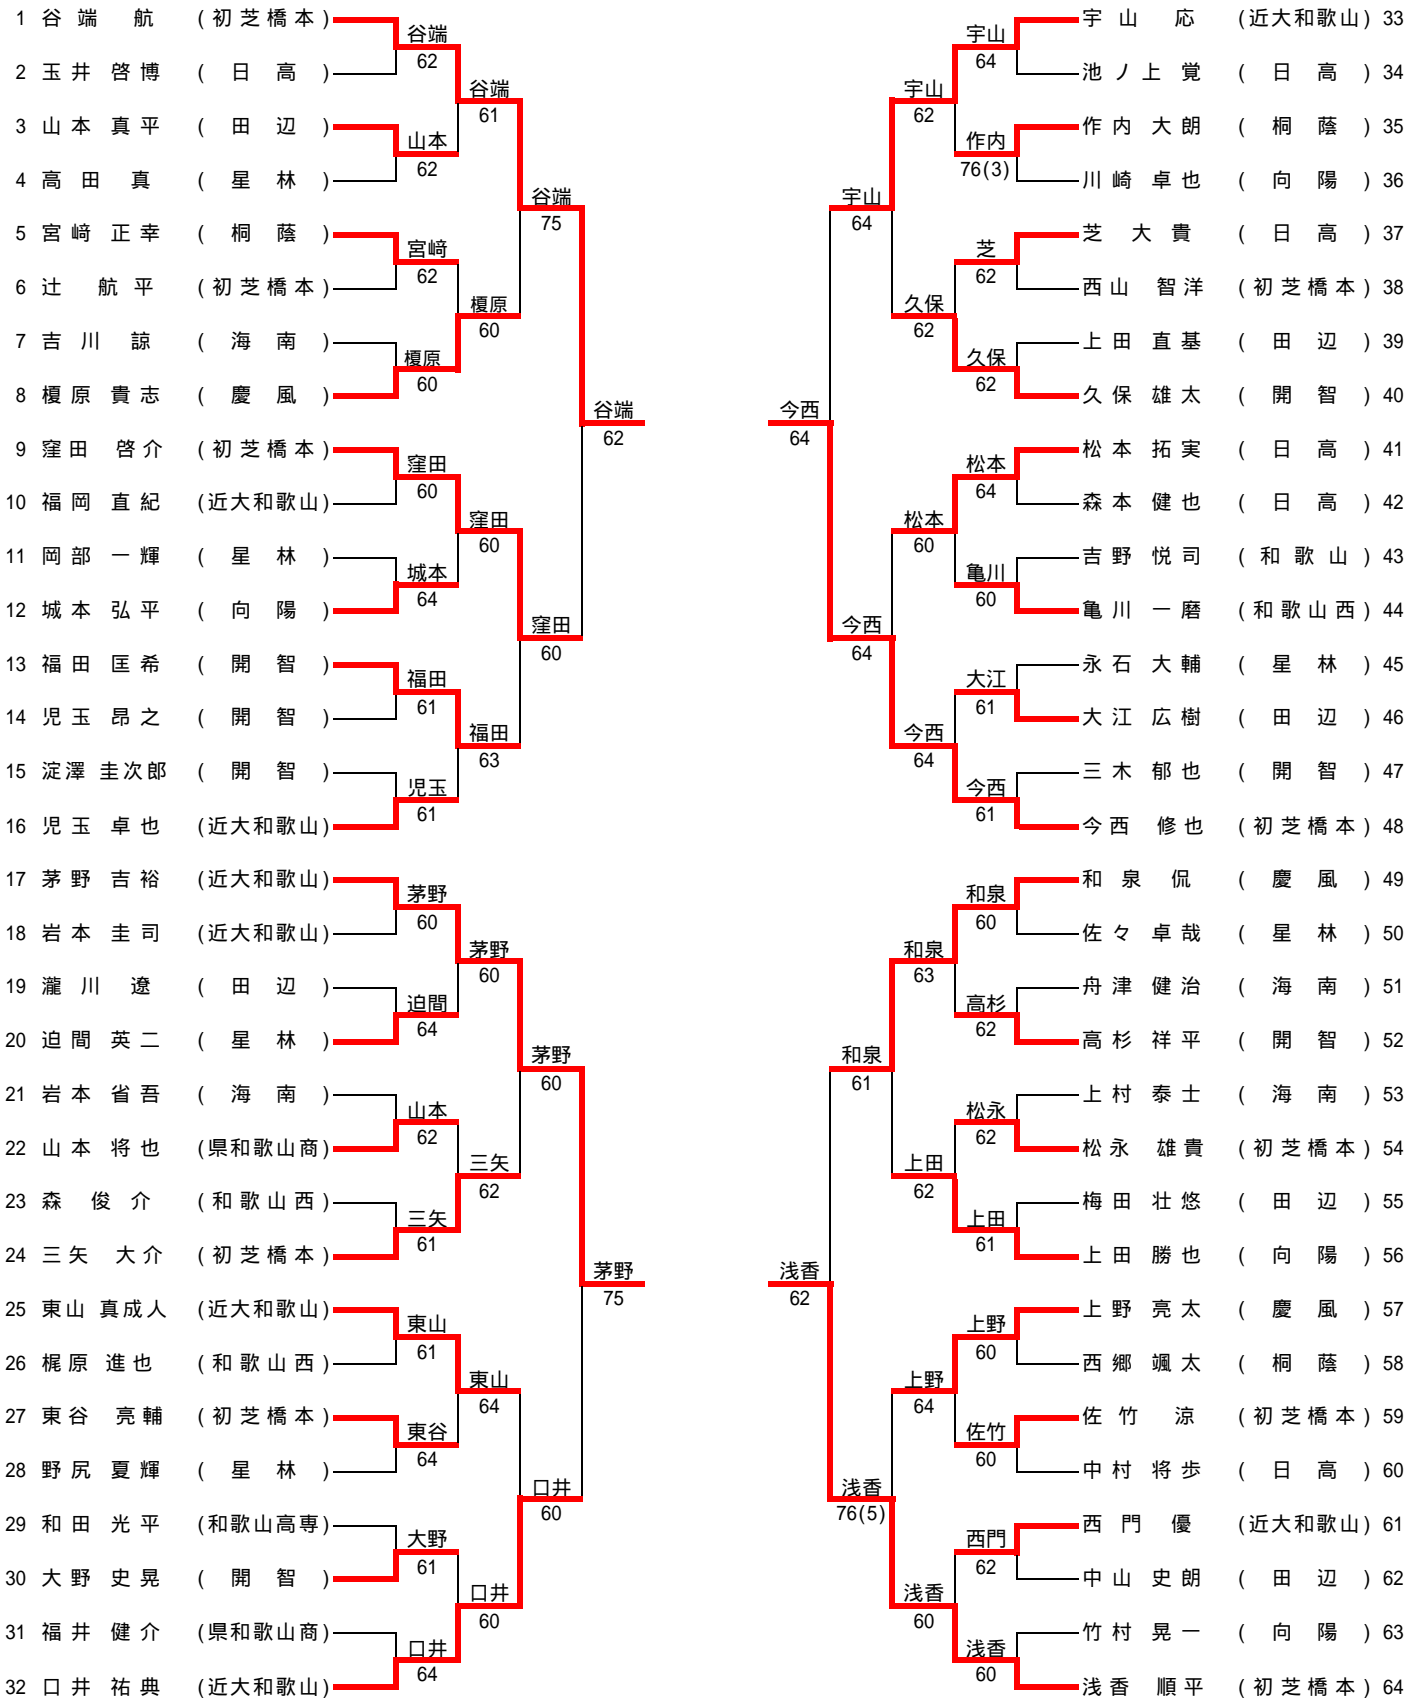 1 谷端 航 (初芝橋本)
2 玉井 啓博 (日高)
3 山本 真平 (田辺)
4 高田 真 (星林)
5 宮﨑 正幸 (桐蔭)
6 辻 航平 (初芝橋本)
7 吉川 諒 (海南)
8 榎原 貴志 (慶風)
9 窪田 啓介 (初芝橋本)
10 福岡 直紀 (近大和歌山)
11 岡部 一輝 (星林)
12 城本 弘平 (向陽)
13 福田 匡希 (開智)
14 児玉 昂之 (開智)
15 淀澤 圭次郎 (開智)
16 児玉 卓也 (近大和歌山)
17 茅野 吉裕 (近大和歌山)
18 岩本 圭司 (近大和歌山)
19 瀧川 遼 (田辺)
20 迫間 英二 (星林)
21 岩本 省吾 (海南)
22 山本 将也 (県和歌山商)
23 森 俊介 (和歌山西)
24 三矢 大介 (初芝橋本)
25 東山 真成人 (近大和歌山)
26 梶原 進也 (和歌山西)
27 東谷 亮輔 (初芝橋本)
28 野尻 夏輝 (星林)
29 和田 光平 (和歌山高専)
30 大野 史晃 (開智)
31 福井 健介 (県和歌山商)
32 口井 祐典 (近大和歌山)
谷端
62
山本
62
宮﨑
62
榎原
60
窪田
60
城本
64
福田
61
児玉
61
茅野
60
迫間
64
山本
62
三矢
61
東山
61
東谷
64
大野
61
口井
64
谷端
61
榎原
60
窪田
60
福田
63
茅野
60
三矢
62
東山
64
口井
60
谷端
75
窪田
60
茅野
60
口井
60
谷端
62
茅野
75
今西
64
浅香
62
宇山
64
今西
64
和泉
61
浅香
76(5)
宇山
62
久保
62
松本
60
今西
64
和泉
63
上田
62
上野
64
浅香
60
宇山
64
作内
76(3)
芝
62
久保
62
松本
64
亀川
60
大江
61
今西
61
和泉
60
高杉
62
松永
62
上田
61
上野
60
佐竹
60
西門
62
浅香
60
宇山 応 (近大和歌山) 33
池ノ上 覚 (日高) 34
作内 大朗 (桐蔭) 35
川崎 卓也 (向陽) 36
芝 大貴 (日高) 37
西山 智洋 (初芝橋本) 38
上田 直基 (田辺) 39
久保 雄太 (開智) 40
松本 拓実 (日高) 41
森本 健也 (日高) 42
吉野 悦司 (和歌山) 43
亀川 一磨 (和歌山西) 44
永石 大輔 (星林) 45
大江 広樹 (田辺) 46
三木 郁也 (開智) 47
今西 修也 (初芝橋本) 48
和泉 侃 (慶風) 49
佐々 卓哉 (星林) 50
舟津 健治 (海南) 51
高杉 祥平 (開智) 52
上村 泰士 (海南) 53
松永 雄貴 (初芝橋本) 54
梅田 壮悠 (田辺) 55
上田 勝也 (向陽) 56
上野 亮太 (慶風) 57
西郷 颯太 (桐蔭) 58
佐竹 涼 (初芝橋本) 59
中村 将歩 (日高) 60
西門 優 (近大和歌山) 61
中山 史朗 (田辺) 62
竹村 晃一 (向陽) 63
浅香 順平 (初芝橋本) 64